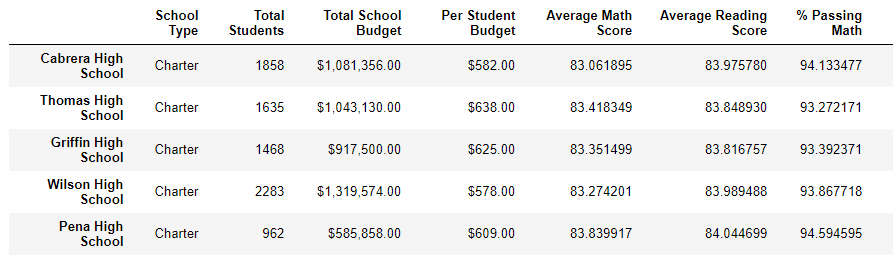 School Type Total Students Total School Budget Per Student Budget Average Math Score Average Reading Score % Passing Math
Cabrera High School Charter 1858 $1,081,356.00 $582.00 83.061895 83.975780 94.133477
Thomas High School Charter 1635 $1,043,130.00 $638.00 83.418349 83.848930 93.272171
Griffin High School Charter 1468 $917,500.00 $625.00 83.351499 83.816757 93.392371
Wilson High School Charter 2283 $1,319,574.00 $578.00 83.274201 83.989488 93.867718
Pena High School Charter 962 $585,858.00 $609.00 83.839917 84.044699 94.594595